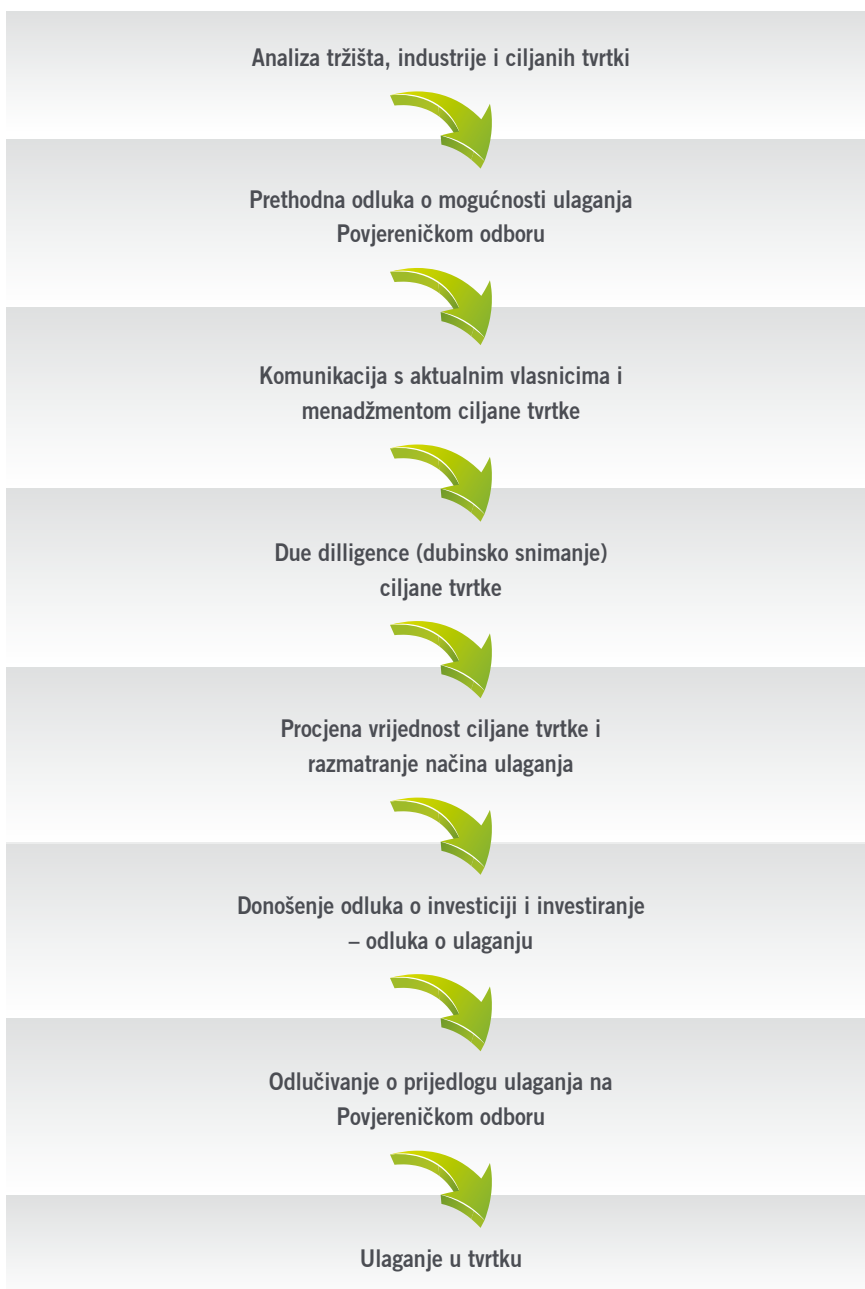 Analiza tržišta, industrije i ciljanih tvrtki
Prethodna odluka o mogućnosti ulaganja
Povjereničkom odboru
Komunikacija s aktualnim vlasnicima i
menadžmentom ciljane tvrtke
Due dilligence (dubinsko snimanje)
ciljane tvrtke
Procjena vrijednost ciljane tvrtke i
razmatranje načina ulaganja
Donošenje odluka o investiciji i investiranje
– odluka o ulaganju
Odlučivanje o prijedlogu ulaganja na
Povjereničkom odboru
Ulaganje u tvrtku